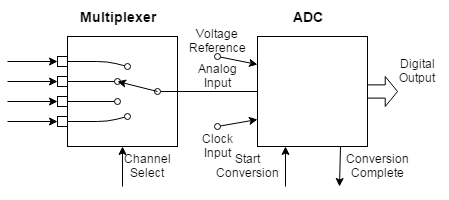 Multiplexer
ADC
Voltage
Reference
Analog
Input
Digital
Output
Clock
Input
Channel
Select
Start
Conversion
Conversion
Complete